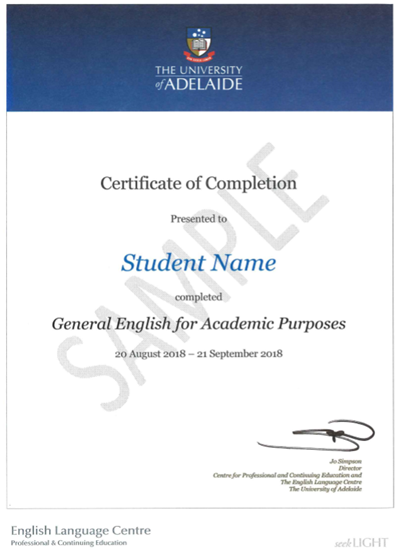 THE UNIVERSITY
of ADELAIDE
Certificate of Completion
Presented to
SAMPLE
Student Name
completed
General English for Academic Purposes
20 August 2018 – 21 September 2018
Jo Simpson
Director
Centre for Professional and Continuing Education and
The English Language Centre
The University of Adelaide
English Language Centre
Professional & Continuing Education
seek LIGHT